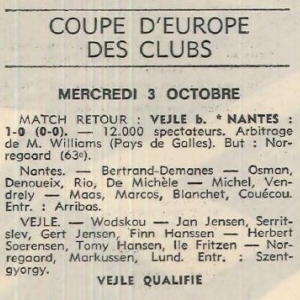 COUPE D'EUROPE
DES CLUBS
MERCREDI 3 OCTOBRE
MATCH RETOUR : VEJLE b. * NANTES :
1-0 (0-0). — 12.000 spectateurs. Arbitrage
de M. Williams (Pays de Galles). But : Nor-
regaard (63e).
Nantes. — Bertrand-Demanes — Osman,
Denoueix, Rio, De Michèle — Michel, Ven-
drely — Maas, Marcos, Blanchet, Couécou.
Entr. : Arribas.
VEJLE. — Wodskou — Jan Jensen, Serrit-
slev, Gert Jensen, Finn Hanssen — Herbert
Soerensen, Tomy Hansen, Ile Fritzen — Nor-
regaard, Markussen, Lund. Entr. : Szent-
gyorgy.
VEJLE QUALIFIÉ